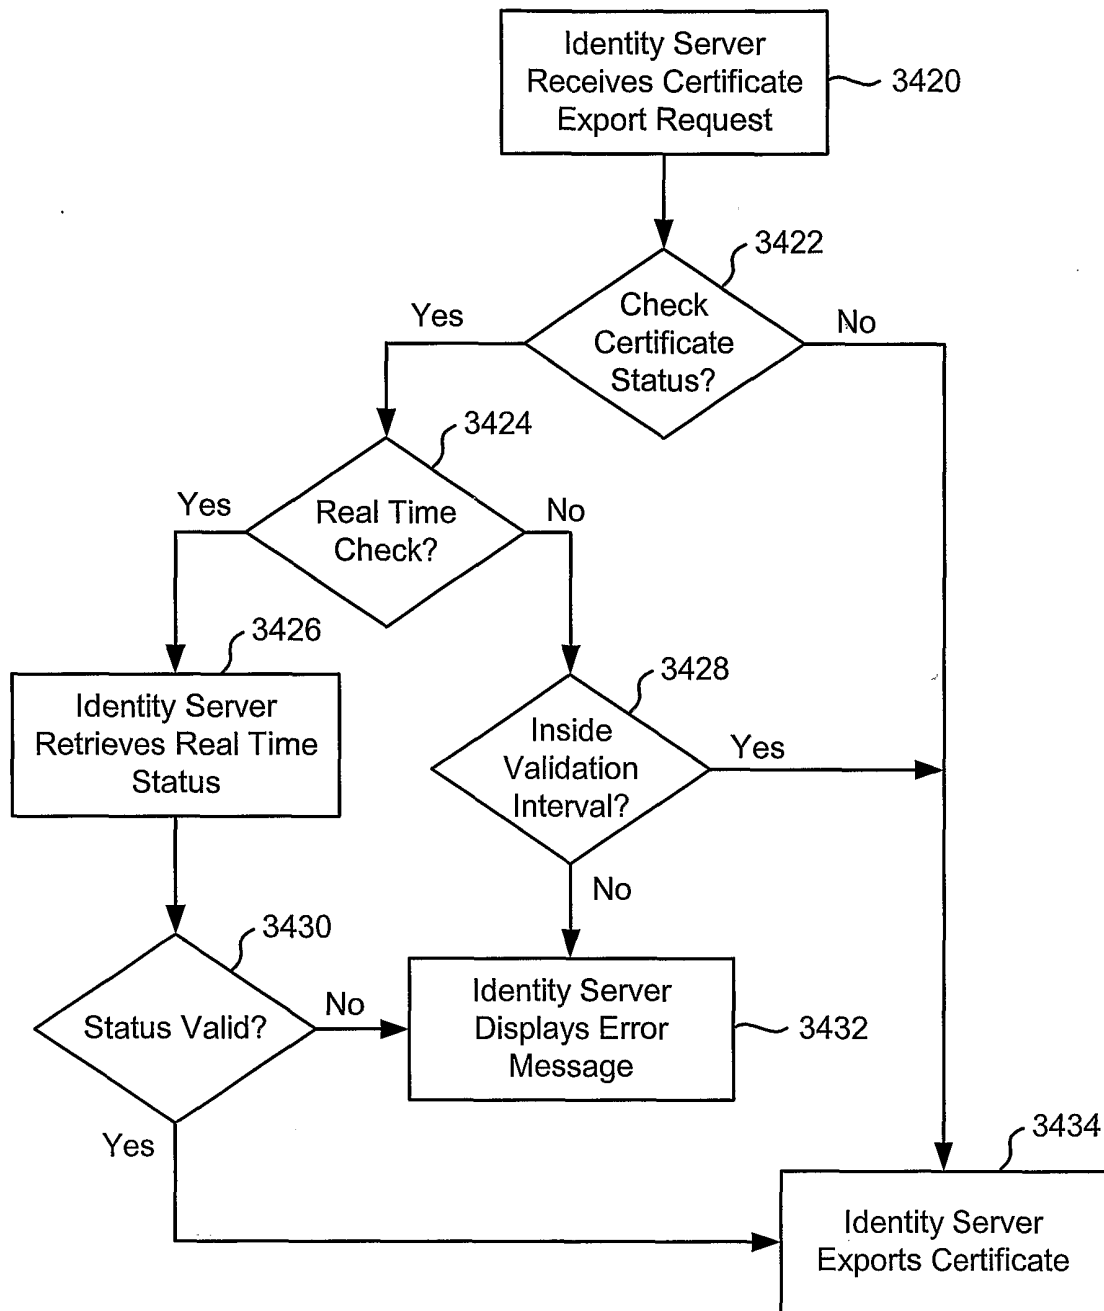 Identity Server
Receives Certificate
Export Request
3420
3422
Check
Certificate
Status?
Yes
No
3424
Real Time
Check?
Yes
No
3426
Identity Server
Retrieves Real Time
Status
3428
Inside
Validation
Interval?
Yes
No
3430
Status Valid?
No
Yes
Identity Server
Displays Error
Message
3432
3434
Identity Server
Exports Certificate